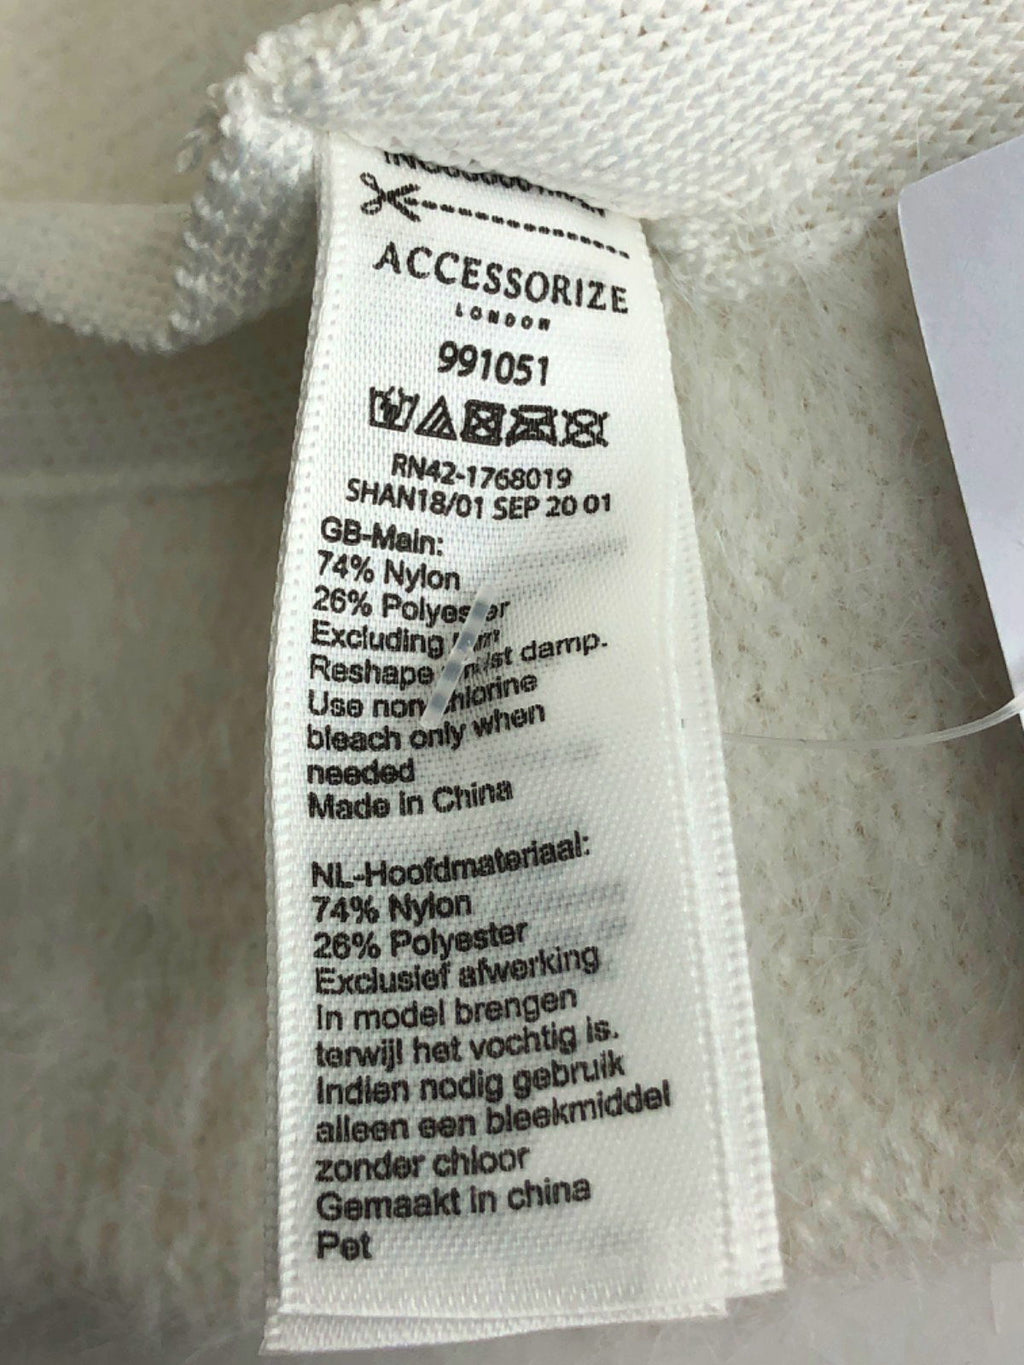 ACCESSORIZE
LONDON
991051
RN42-1768019
SHAN18/01 SEP 20 01
GB-Main:
74% Nylon
26% Polyester
Excluding
Reshape whilst damp.
Use non chlorine
bleach only when
needed
Made in China
NL-Hoofdmateriaal:
74% Nylon
26% Polyester
Exclusief afwerking
In model brengen
terwijl het vochtig is.
Indien nodig gebruik
alleen een bleekmiddel
zonder chloor
Gemaakt in china
Pet